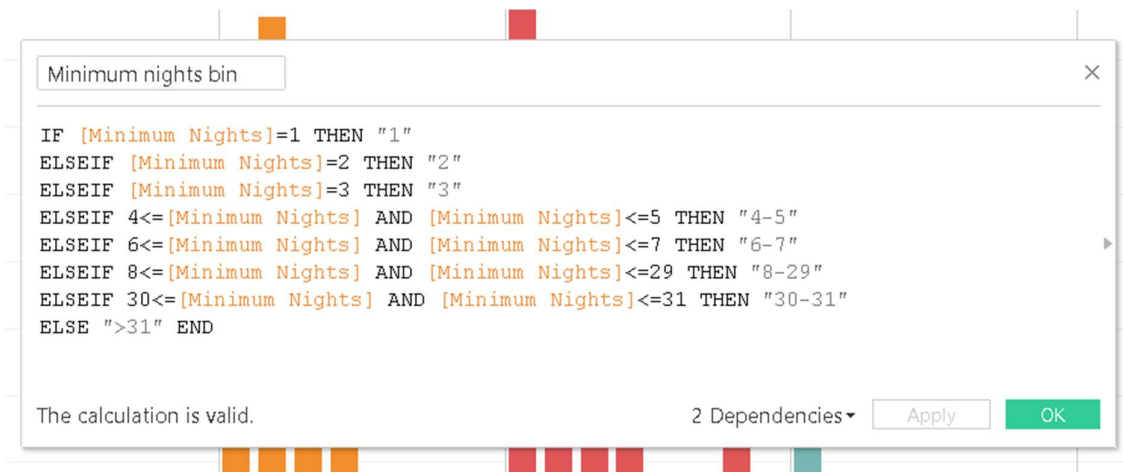 Minimum nights bin
IF [Minimum Nights]=1 THEN "1"
ELSEIF [Minimum Nights]=2 THEN "2"
ELSEIF [Minimum Nights]=3 THEN "3"
ELSEIF 4<=[Minimum Nights] AND [Minimum Nights]<=5 THEN "4-5"
ELSEIF 6<=[Minimum Nights] AND [Minimum Nights]<=7 THEN "6-7"
ELSEIF 8<=[Minimum Nights] AND [Minimum Nights]<=29 THEN "8-29"
ELSEIF 30<=[Minimum Nights] AND [Minimum Nights]<=31 THEN "30-31"
ELSE ">31" END
The calculation is valid. 2 Dependencies Apply OK